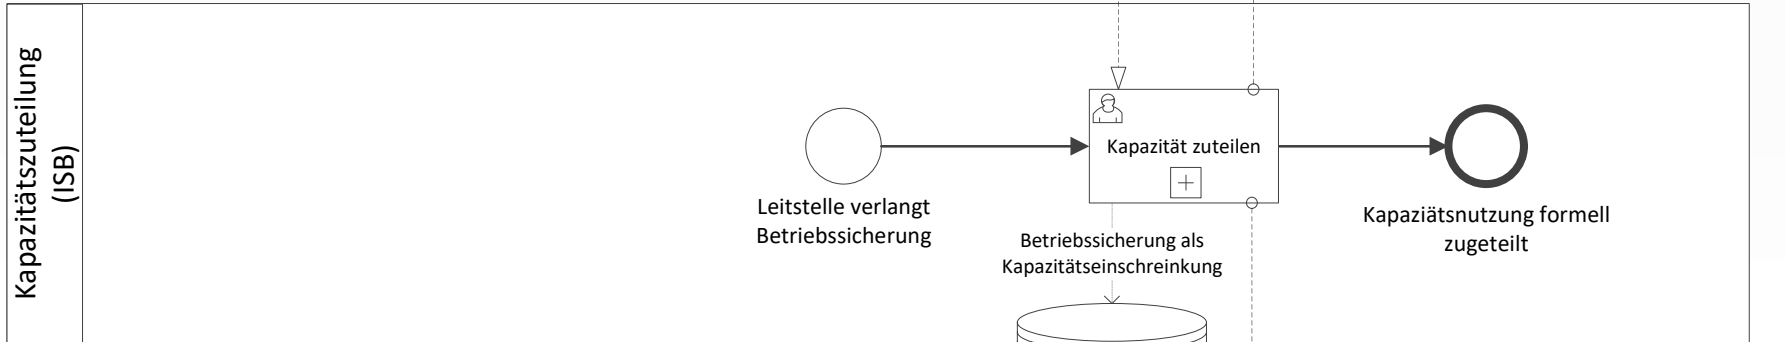 Kapazitätszuteilung
(ISB)
Leitstelle verlangt
Betriebssicherung
Kapazität zuteilen
Betriebssicherung als
Kapazitätseinschreinkung
Kapaziätsnutzung formell
zugeteilt